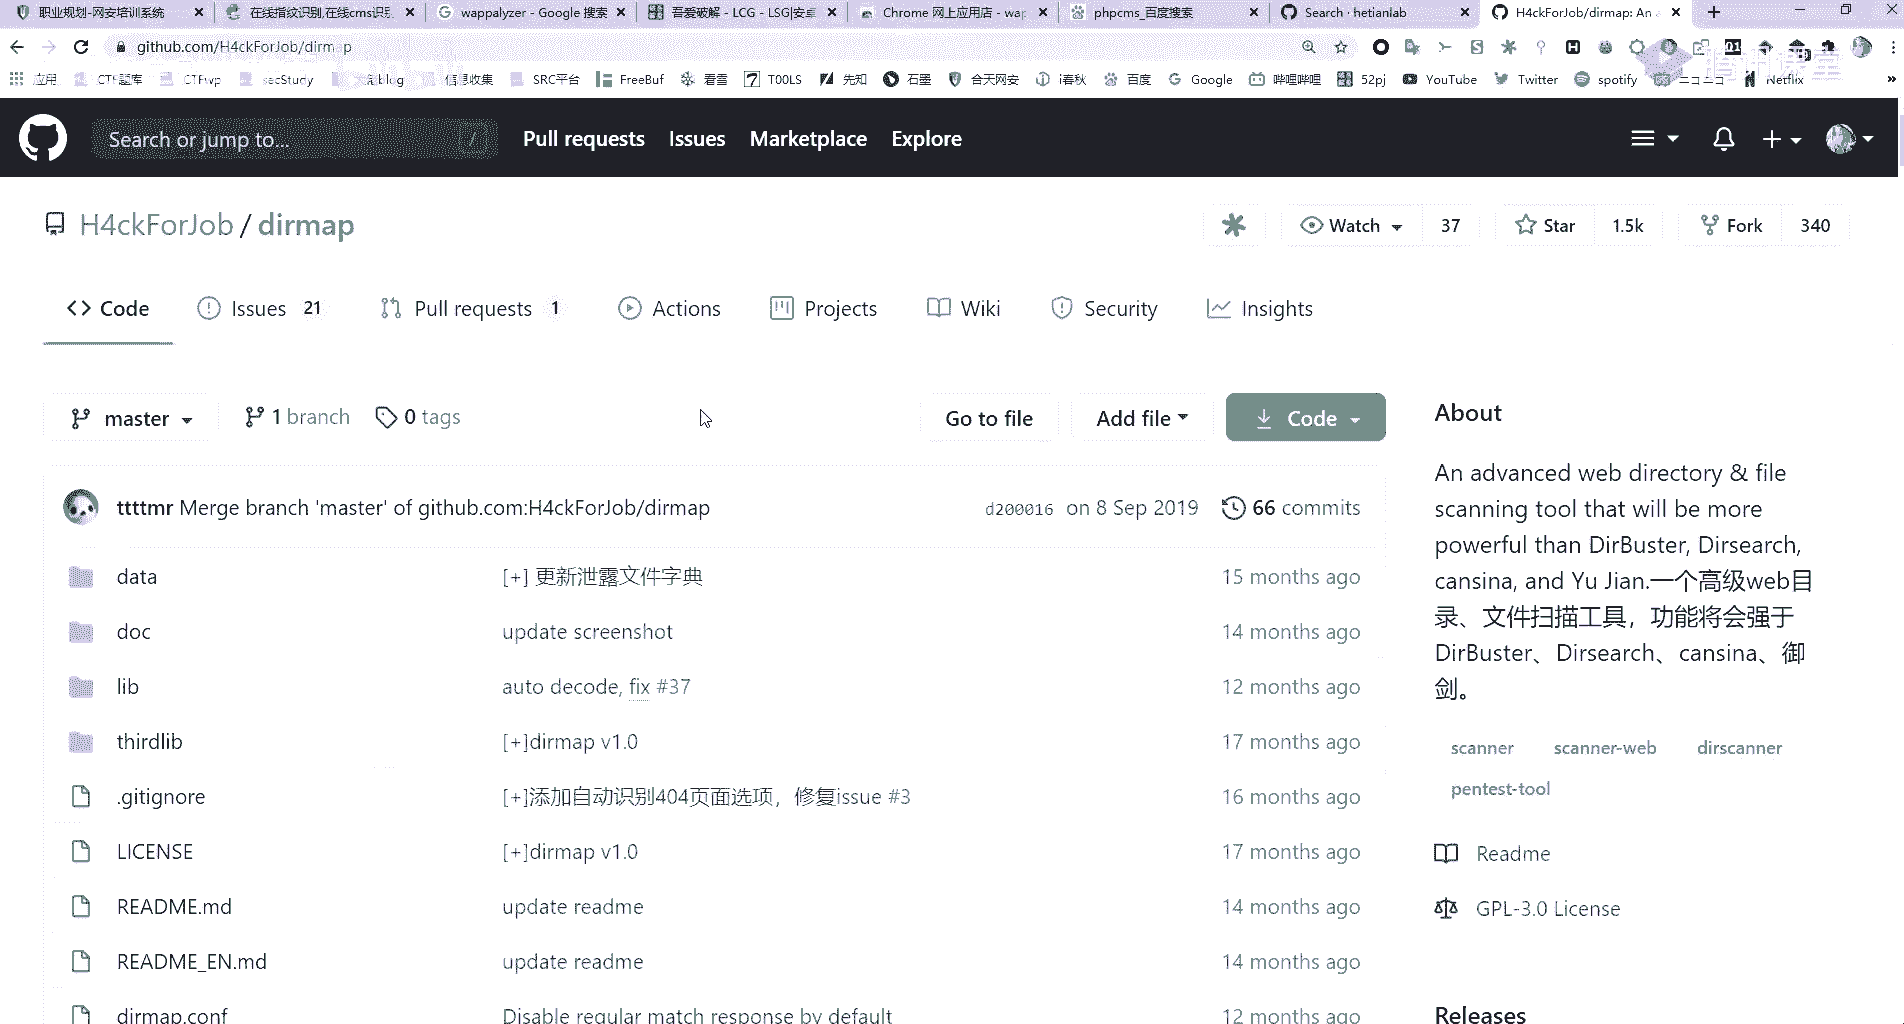 职业规划-网安培训系统
在线指纹识别,在线cms识别
wappalyzer - Google 搜索
吾爱破解 - LCG - LSG|安卓
Chrome 网上应用店 - wap
phpcms_百度搜索
Search · hetianlab
H4ckForJob/dirmap: An a
github.com/H4ckForJob/dirmap
应用 CTF题库 CTFwp secStudy 信息收集 SRC平台 FreeBuf 看雪 T00LS 先知 石墨 合天网安 i春秋 百度 Google 哔哩哔哩 52pj YouTube Twitter spotify ニコニコ Netflix »
Search or jump to... /
Pull requests Issues Marketplace Explore
H4ckForJob / dirmap
Watch 37 Star 1.5k Fork 340
Code Issues 21 Pull requests 1 Actions Projects Wiki Security Insights
master 1 branch 0 tags Go to file Add file Code
ttttmr Merge branch 'master' of github.com:H4ckForJob/dirmap d200016 on 8 Sep 2019 66 commits
data [+] 更新泄露文件字典 15 months ago
doc update screenshot 14 months ago
lib auto decode, fix #37 12 months ago
thirdlib [+]dirmap v1.0 17 months ago
.gitignore [+]添加自动识别404页面选项，修复issue #3 16 months ago
LICENSE [+]dirmap v1.0 17 months ago
README.md update readme 14 months ago
README_EN.md update readme 14 months ago
dirmap.conf Disable regular match response by default 12 months ago
About
An advanced web directory & file
scanning tool that will be more
powerful than DirBuster, Dirsearch,
cansina, and Yu Jian.一个高级web目
录、文件扫描工具，功能将会强于
DirBuster、Dirsearch、cansina、御
剑。
scanner scanner-web dirscanner
pentest-tool
Readme
GPL-3.0 License
Releases